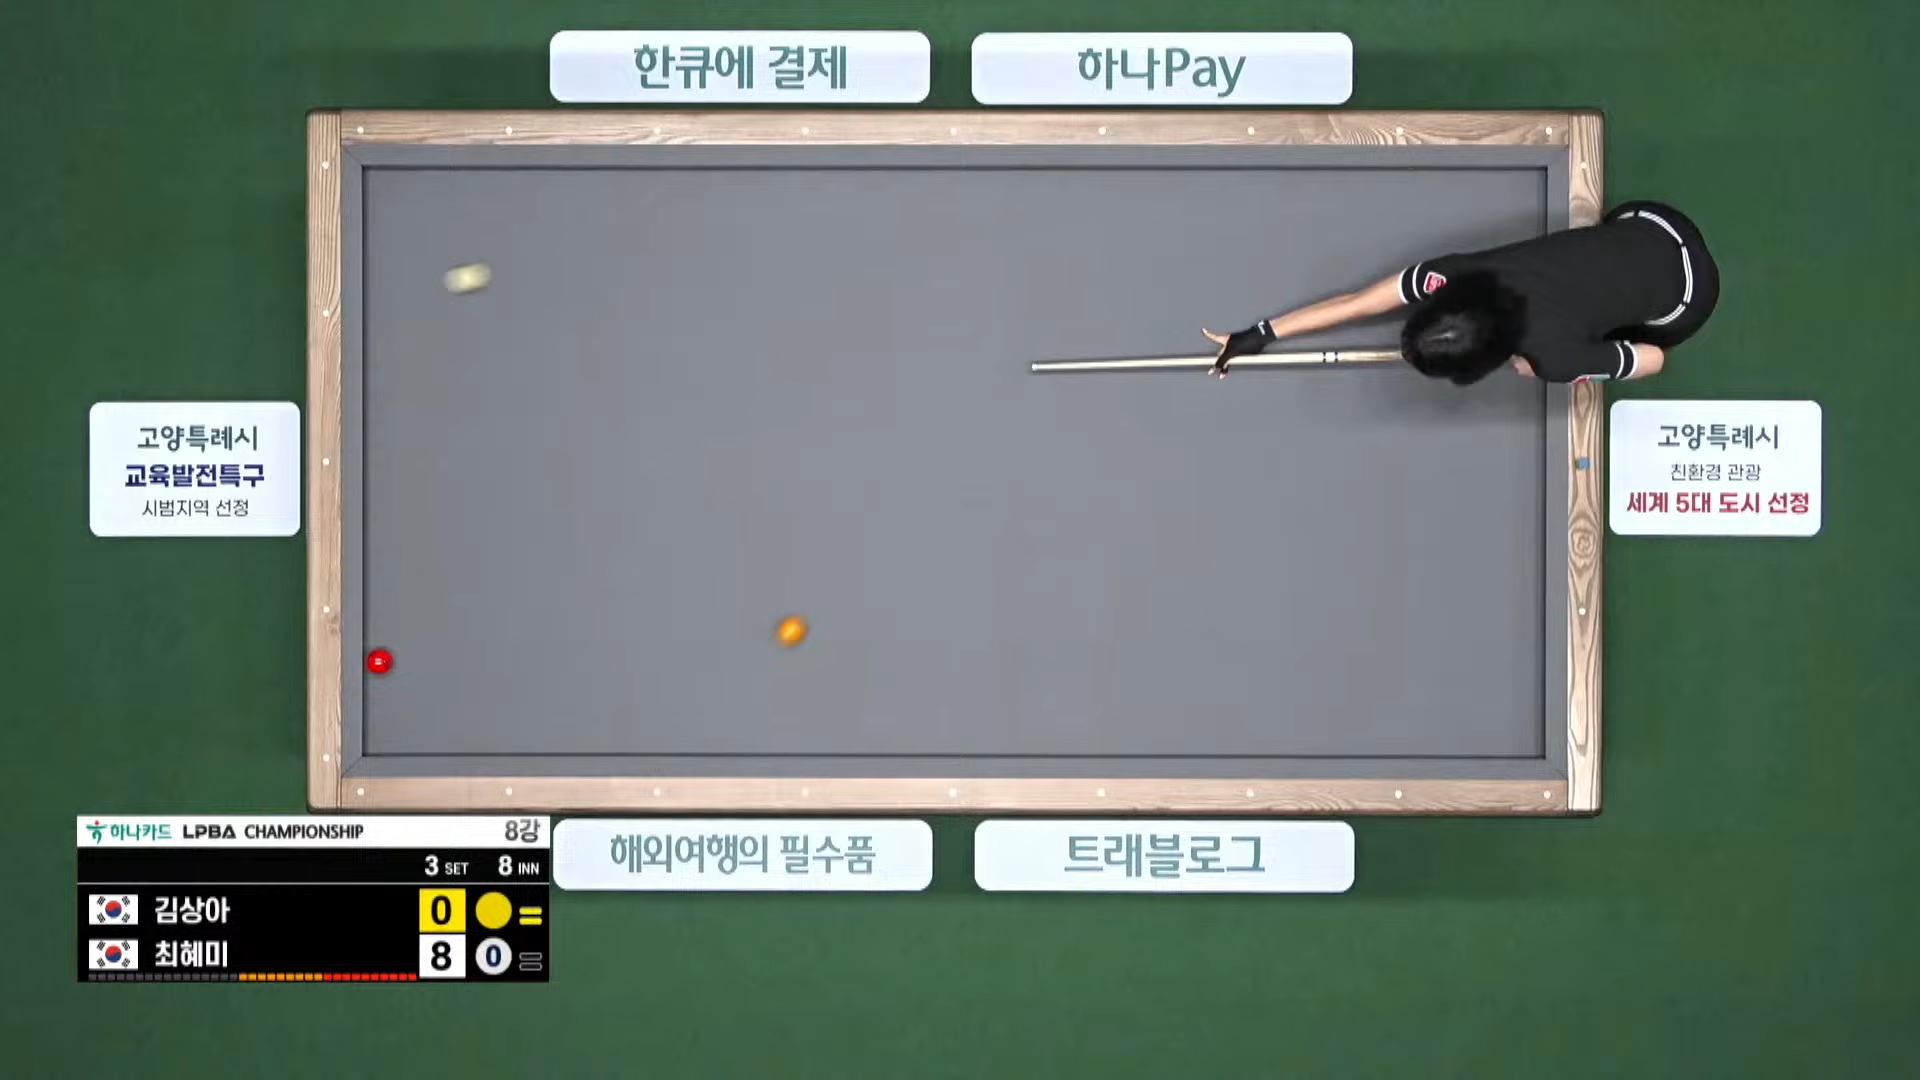 한큐에 결제
하나Pay
고양특례시
교육발전특구
시범지역 선정
고양특례시
친환경 관광
세계 5대 도시 선정
하나카드 LPBA CHAMPIONSHIP 8강
3 SET 8 INN
김상아 0
최혜미 8 0
해외여행의 필수품
트래블로그